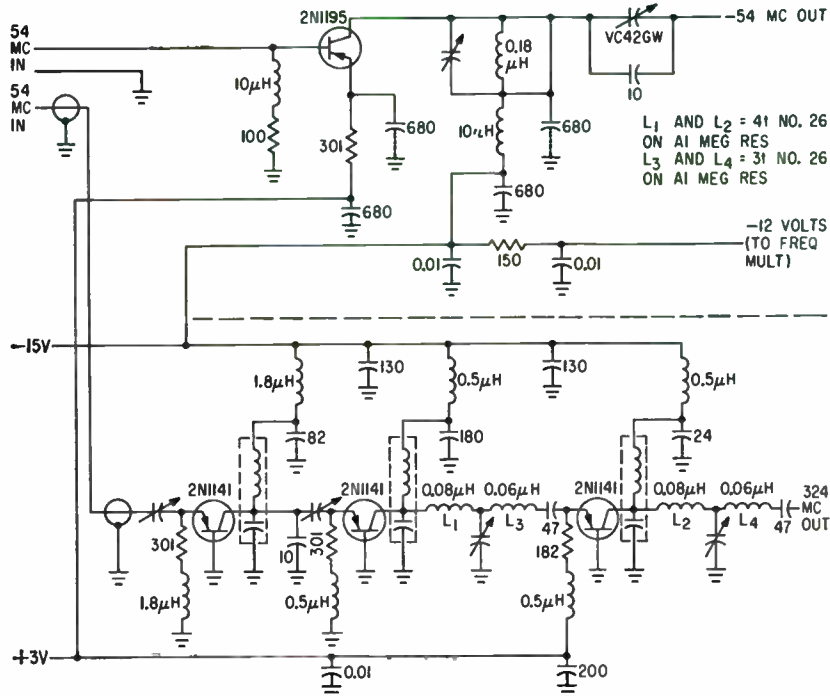 54
MC
IN
54
MC
IN
2N1195
10μH
100
301
680
680
0.18
μH
10μH
680
680
VC42GW
10
-54 MC OUT
L1 AND L2 = 4t NO. 26
ON A1 MEG RES
L3 AND L4 = 3t NO. 26
ON A1 MEG RES
-12 VOLTS
(TO FREQ
MULT)
0.01
150
0.01
-15V
1.8μH
130
0.5μH
130
0.5μH
82
180
24
2N1141
2N1141
2N1141
0.08μH
0.06μH
0.08μH
0.06μH
324
MC
OUT
L1
L3
47
L2
L4
47
301
10
301
182
1.8μH
0.5μH
0.5μH
+3V
0.01
200